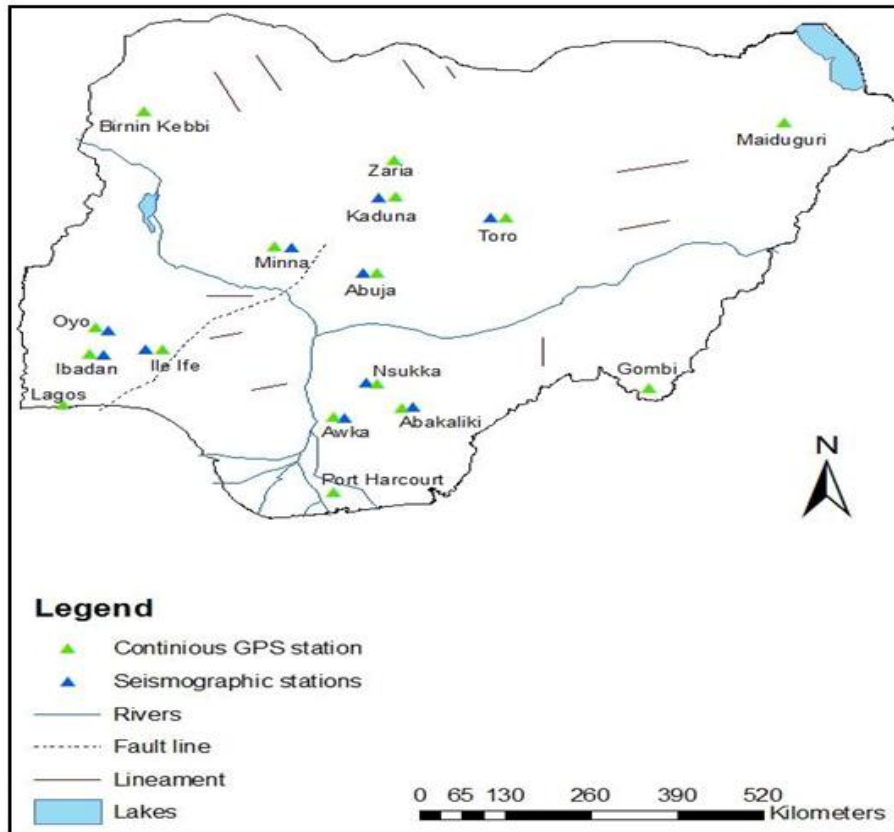 Birnin Kebbi
Maiduguri
Zaria
Kaduna
Toro
Minna
Abuja
Oyo
Ibadan
Ile Ife
Nsukka
Gombi
Lagos
Awka
Abakaliki
N
Port Harcourt
Legend
Continious GPS station
Seismographic stations
Rivers
Fault line
Lineament
Lakes
0 65 130 260 390 520
Kilometers